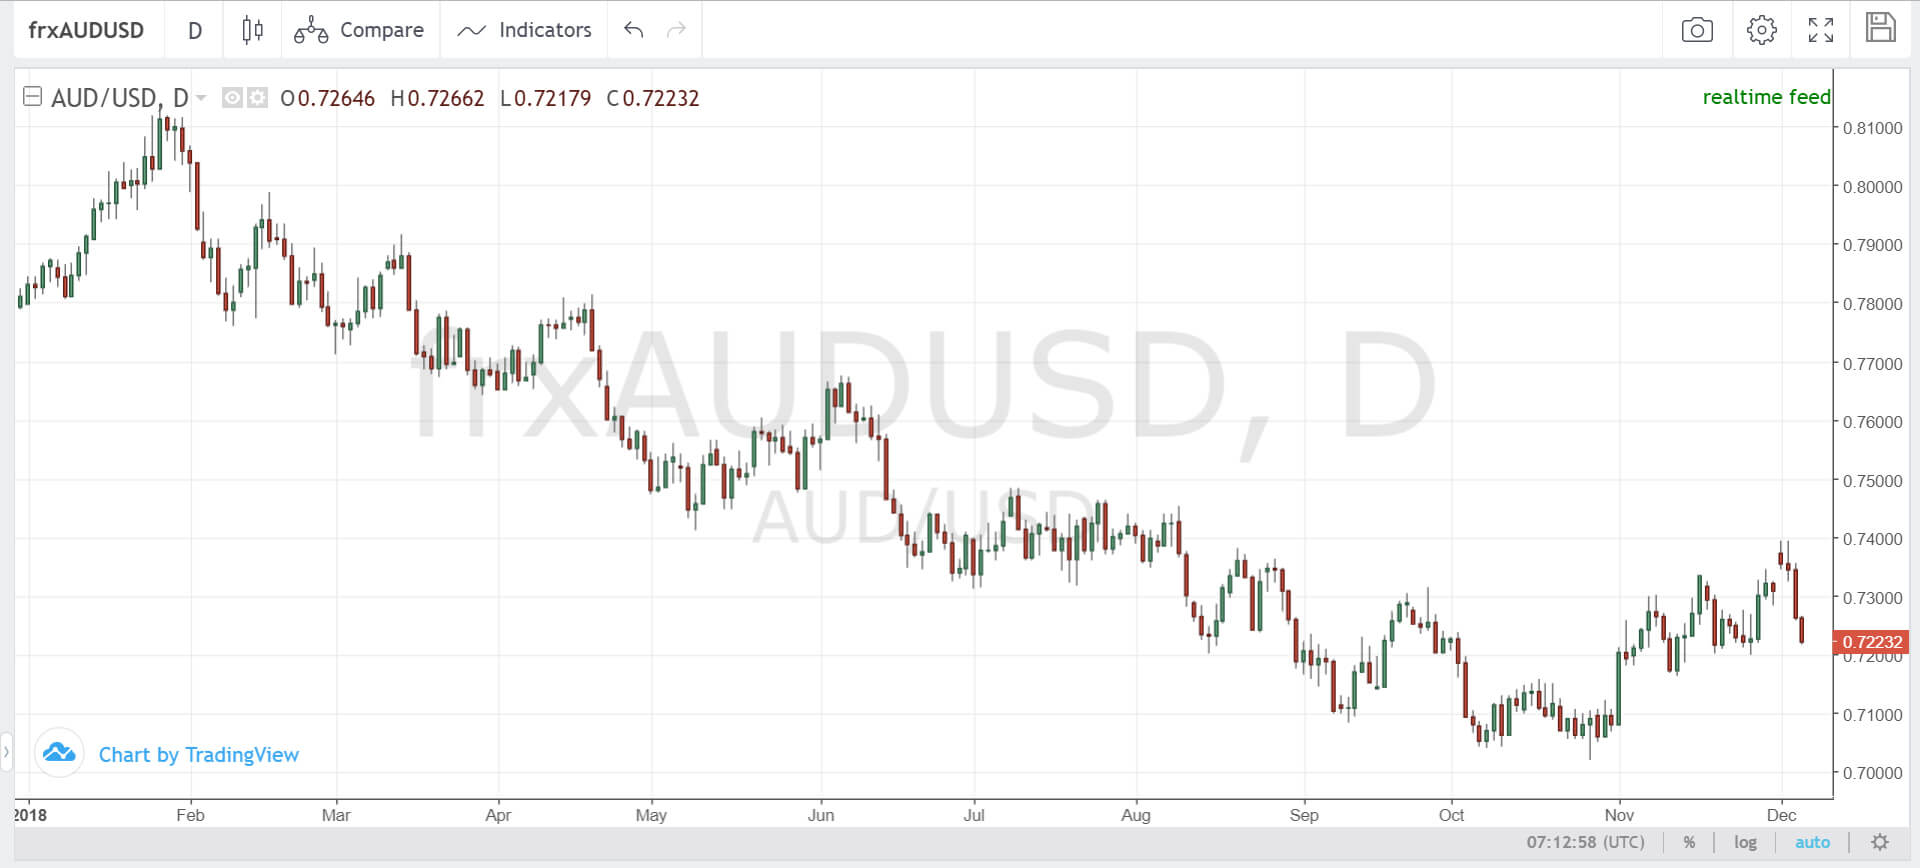 frxAUDUSD D Compare Indicators
AUD/USD, D O0.72646 H0.72662 L0.72179 C0.72232
realtime feed
0.81000
0.80000
0.79000
0.78000
0.77000
0.76000
0.75000
0.74000
0.73000
0.72232
0.72000
0.71000
0.70000
frxAUDUSD, D
AUD/USD
Chart by TradingView
2018 Feb Mar Apr May Jun Jul Aug Sep Oct Nov Dec
07:12:58 (UTC) % log auto